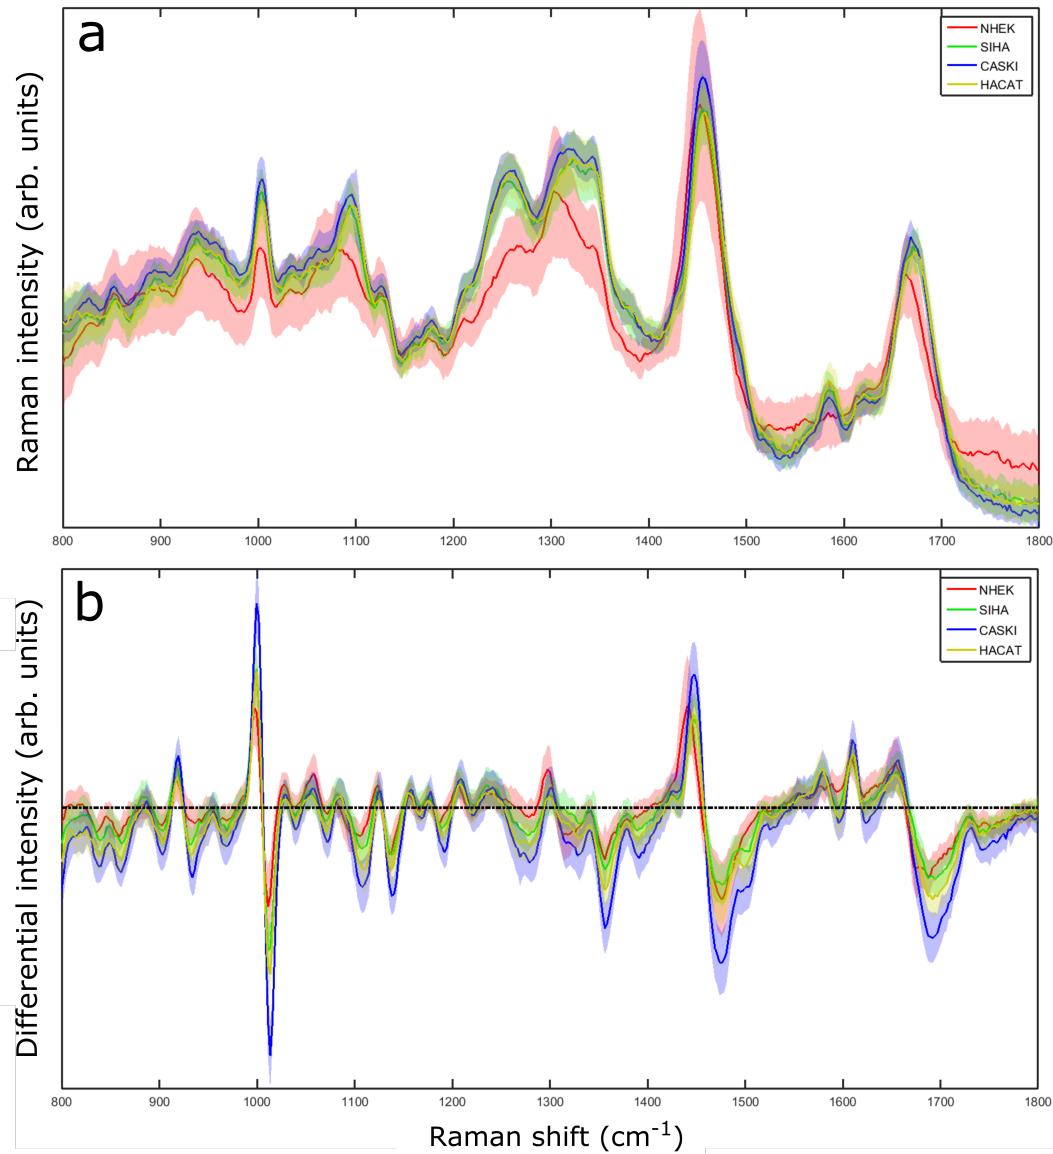 a
NHEK
SIHA
CASKI
HACAT
Raman intensity (arb. units)
800 900 1000 1100 1200 1300 1400 1500 1600 1700 1800
b
NHEK
SIHA
CASKI
HACAT
Differential intensity (arb. units)
800 900 1000 1100 1200 1300 1400 1500 1600 1700 1800
Raman shift (cm⁻¹)